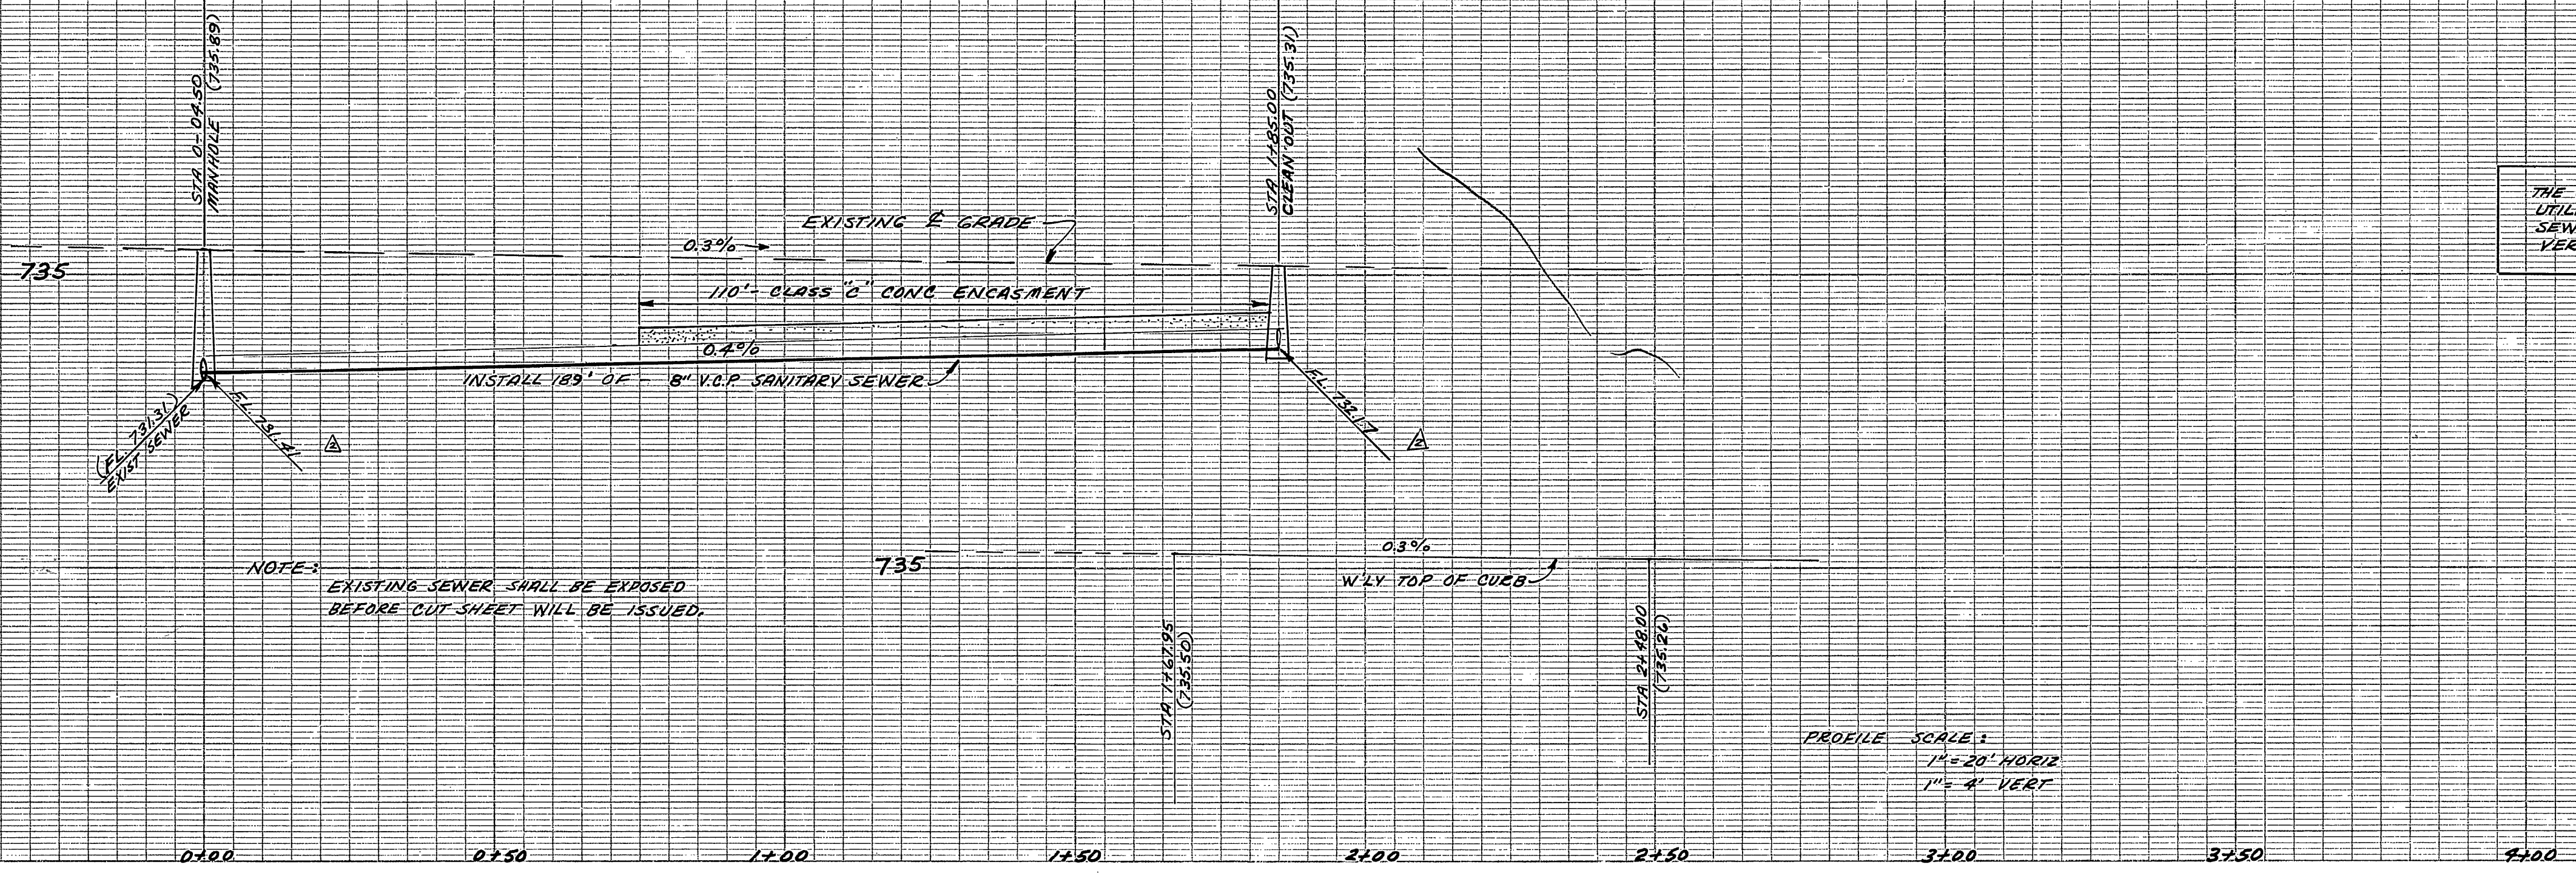 STA 0-04.50
MANHOLE (735.89)
STA 1+85.00
CLEAN OUT (735.31)
THE
UTIL
SEW
VER
EXISTING ℄ GRADE
0.3%
735
110'- CLASS "C" CONC ENCASMENT
0.4%
INSTALL 189' OF - 8" V.C.P SANITARY SEWER
(FL. 731.31)
EXIST SEWER
F.L. 731.41
2
F.L. 732.17
2
NOTE:
EXISTING SEWER SHALL BE EXPOSED
BEFORE CUT SHEET WILL BE ISSUED.
735
0.3%
W'LY TOP OF CURB
STA 1+67.95
(735.50)
STA 2+48.00
(735.26)
PROFILE SCALE:
1"=20' HORIZ
1"= 4' VERT
0+00 0+50 1+00 1+50 2+00 2+50 3+00 3+50 4+00